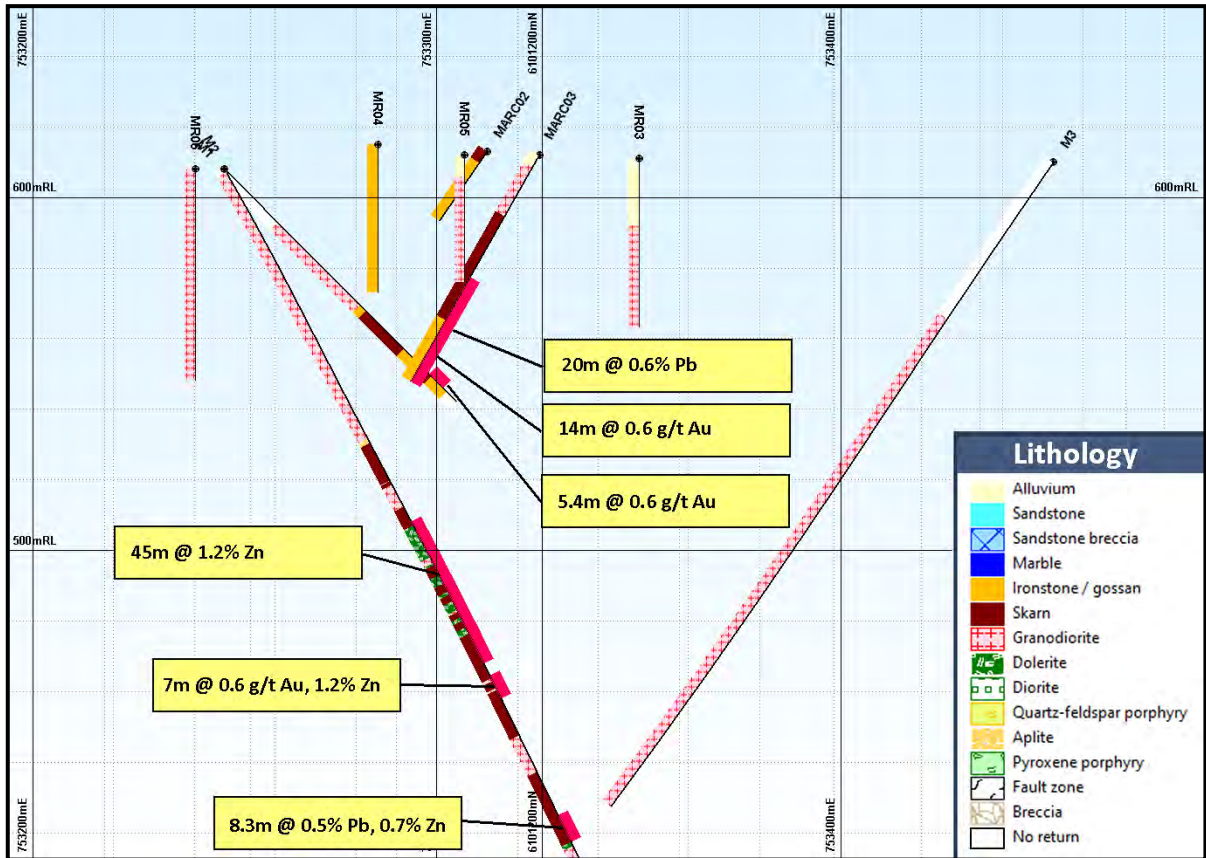 753200mE
753300mE
6101200mN
753400mE
MR06
MR04
MR05
MARC02
MARC03
MR03
M3
600mRL
600mRL
20m @ 0.6% Pb
14m @ 0.6 g/t Au
5.4m @ 0.6 g/t Au
500mRL
45m @ 1.2% Zn
7m @ 0.6 g/t Au, 1.2% Zn
8.3m @ 0.5% Pb, 0.7% Zn
753200mE
6101200mN
753400mE
Lithology
Alluvium
Sandstone
Sandstone breccia
Marble
Ironstone / gossan
Skarn
Granodiorite
Dolerite
Diorite
Quartz-feldspar porphyry
Aplite
Pyroxene porphyry
Fault zone
Breccia
No return